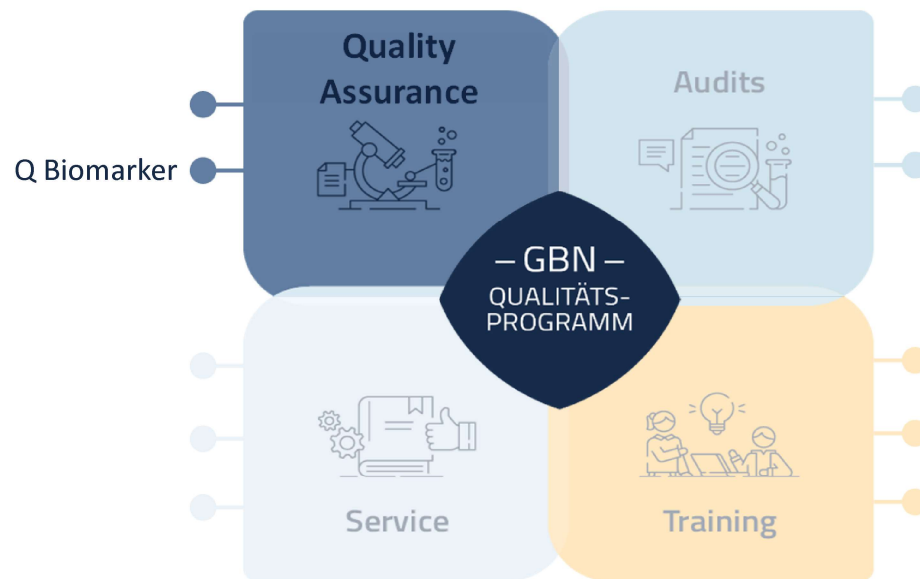 Quality
Assurance
Audits
Q Biomarker
– GBN –
QUALITÄTS-
PROGRAMM
Service
Training